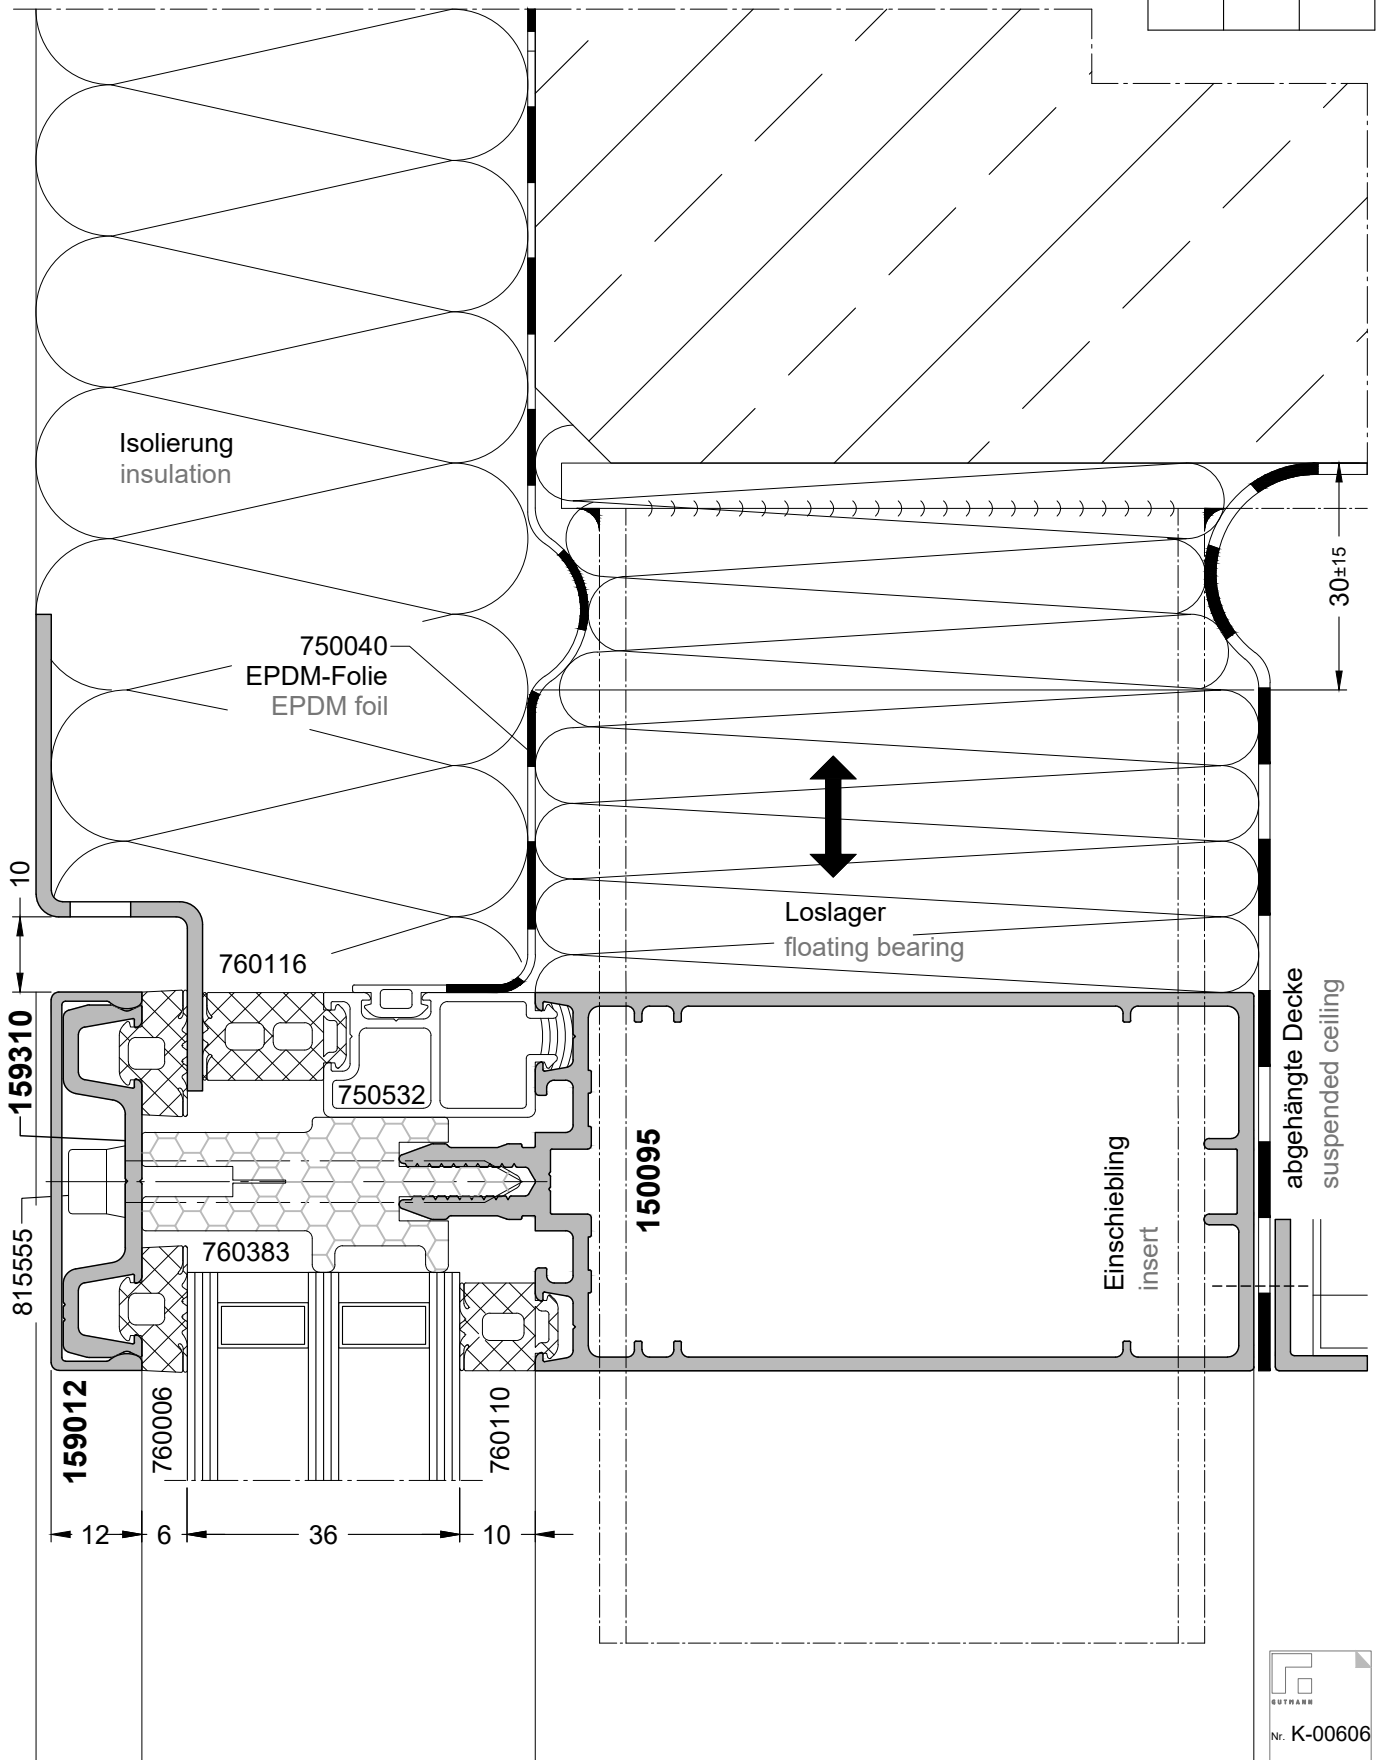 Isolierung
insulation
750040
EPDM-Folie
EPDM foil
30±15
10
760116
Loslager
floating bearing
159310
750532
150095
Einschiebling
insert
abgehängte Decke
suspended ceiling
815555
760383
159012
760006
760110
12
6
36
10
GUTMANN
Nr. K-00606